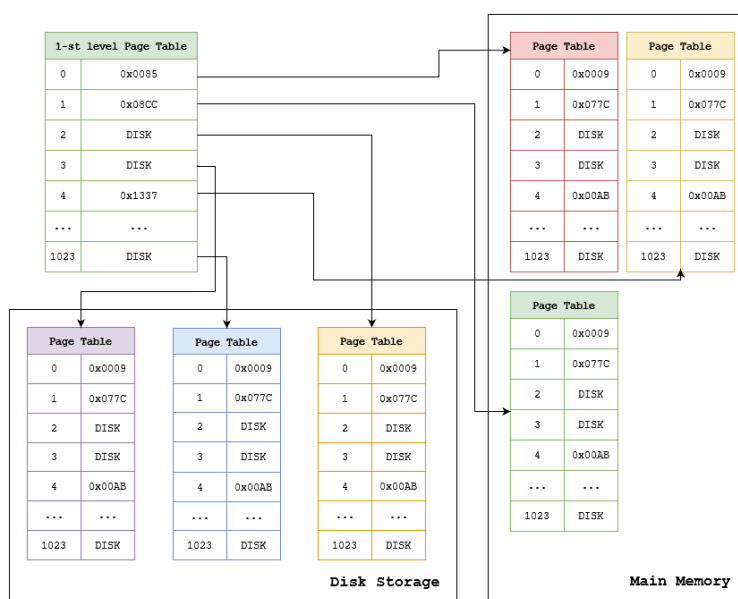 1-st level Page Table
0 0x0085
1 0x08CC
2 DISK
3 DISK
4 0x1337
... ...
1023 DISK
Page Table
0 0x0009
1 0x077C
2 DISK
3 DISK
4 0x00AB
... ...
1023 DISK
Page Table
0 0x0009
1 0x077C
2 DISK
3 DISK
4 0x00AB
... ...
1023 DISK
Page Table
0 0x0009
1 0x077C
2 DISK
3 DISK
4 0x00AB
... ...
1023 DISK
Main Memory
Page Table
0 0x0009
1 0x077C
2 DISK
3 DISK
4 0x00AB
... ...
1023 DISK
Page Table
0 0x0009
1 0x077C
2 DISK
3 DISK
4 0x00AB
... ...
1023 DISK
Page Table
0 0x0009
1 0x077C
2 DISK
3 DISK
4 0x00AB
... ...
1023 DISK
Disk Storage